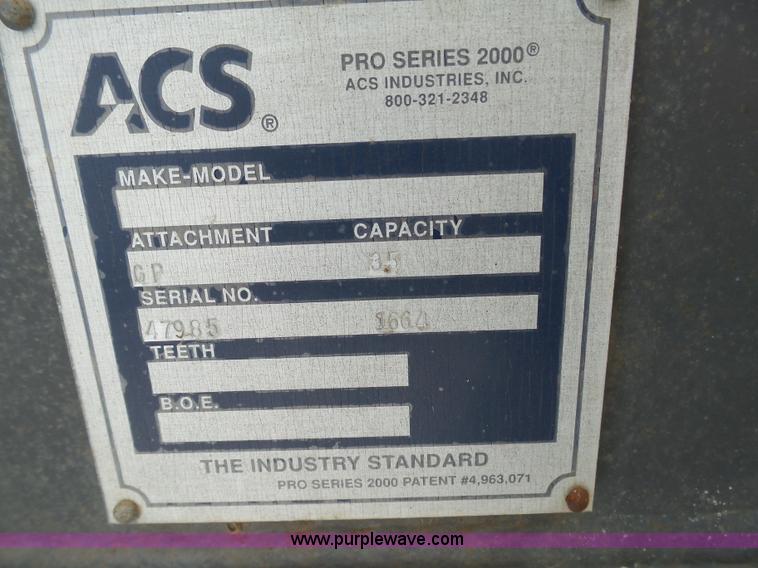 ACS®
PRO SERIES 2000®
ACS INDUSTRIES, INC.
800-321-2348
MAKE-MODEL
ATTACHMENT CAPACITY
GP 35
SERIAL NO.
47985 1664
TEETH
B.O.E.
THE INDUSTRY STANDARD
PRO SERIES 2000 PATENT #4,963,071
www.purplewave.com